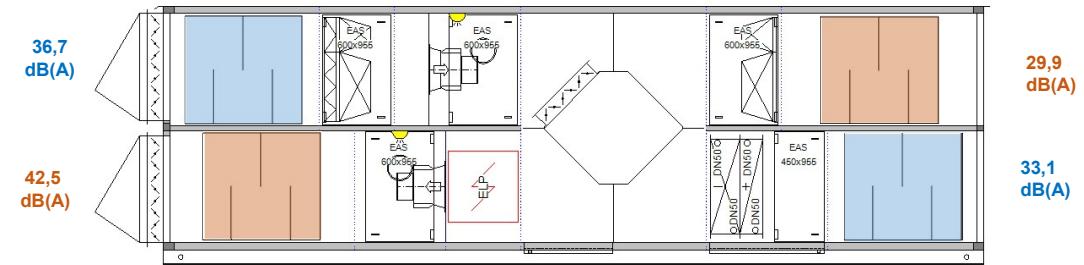 36,7
dB(A)
EAS
600x955
EAS
600x955
EAS
600x955
29,9
dB(A)
42,5
dB(A)
EAS
600x955
ELP
DN50
DN50
DN50
DN50
EAS
450x955
33,1
dB(A)